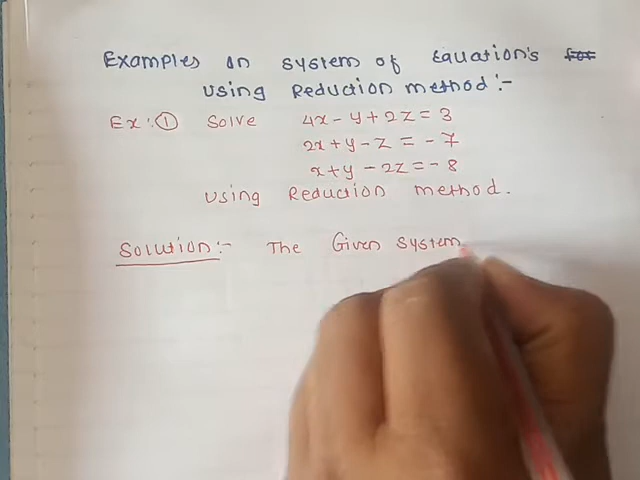 Examples on system of Equation's for
using Reduction method :-
Ex:① Solve 4x - y + 2z = 3
2x + y - z = - 7
x + y - 2z = - 8
using Reduction method.
Solution:- The Given system